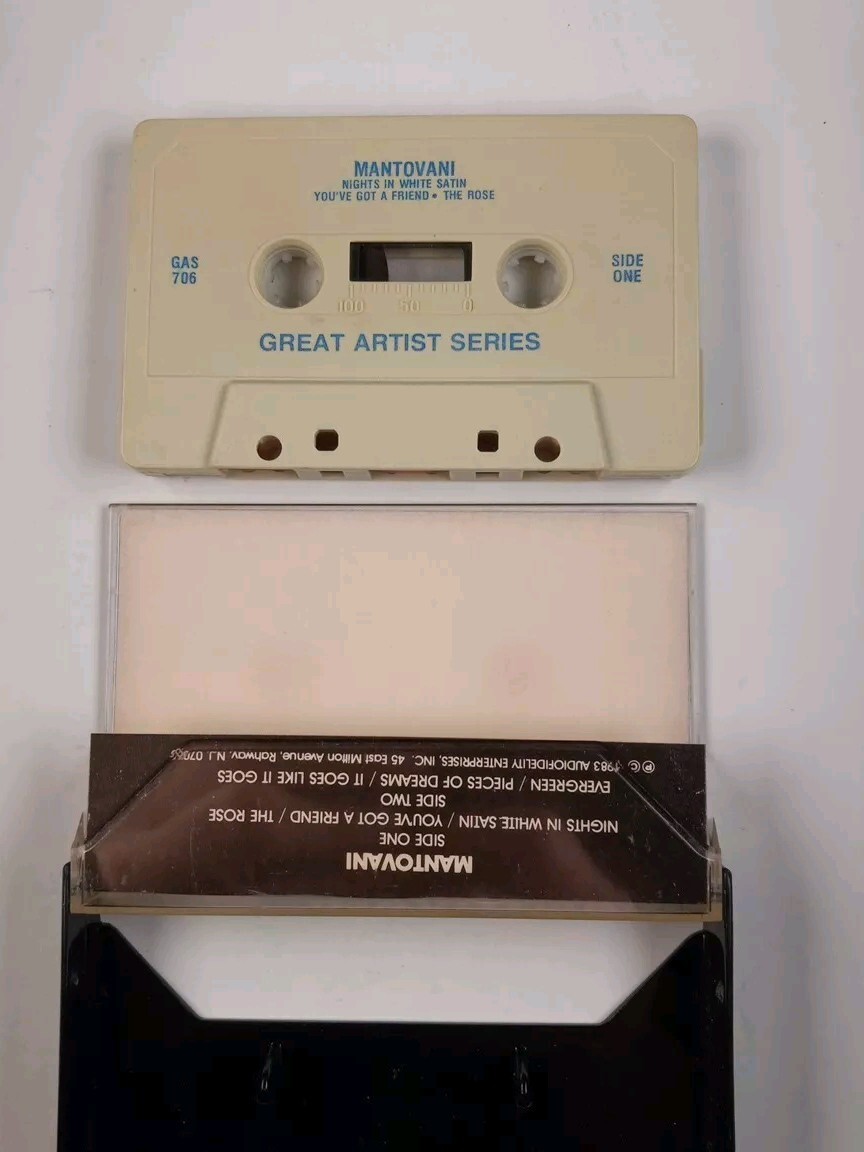 MANTOVANI
NIGHTS IN WHITE SATIN
YOU'VE GOT A FRIEND • THE ROSE
GAS
706
SIDE
ONE
100 50 0
GREAT ARTIST SERIES
MANTOVANI
SIDE ONE
NIGHTS IN WHITE SATIN / YOU'VE GOT A FRIEND / THE ROSE
SIDE TWO
EVERGREEN / PIECES OF DREAMS / IT GOES LIKE IT GOES
℗ © 1983 AUDIOFIDELITY ENTERPRISES, INC. 45 East Milton Avenue, Rahway, N.J.